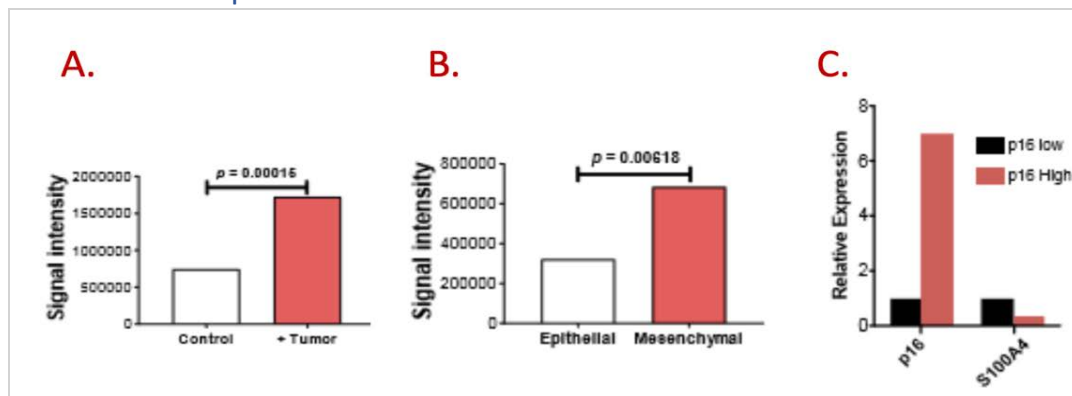 A.
B.
C.
p = 0.00015
Signal intensity
2000000
1500000
1000000
500000
0
Control
+ Tumor
p = 0.00618
Signal intensity
800000
600000
400000
200000
0
Epithelial
Mesenchymal
Relative Expression
8
6
4
2
0
p16 low
p16 High
p16
S100A4